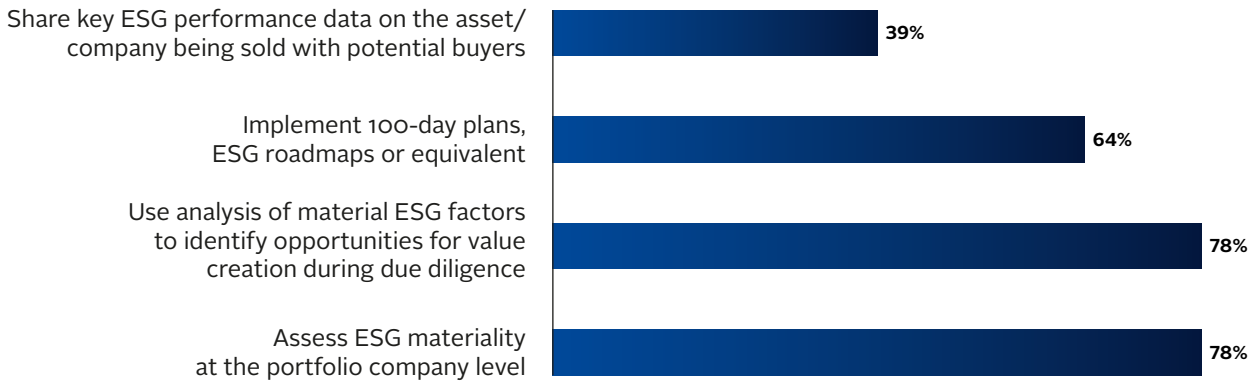 Share key ESG performance data on the asset/
company being sold with potential buyers
39%
Implement 100-day plans,
ESG roadmaps or equivalent
64%
Use analysis of material ESG factors
to identify opportunities for value
creation during due diligence
78%
Assess ESG materiality
at the portfolio company level
78%